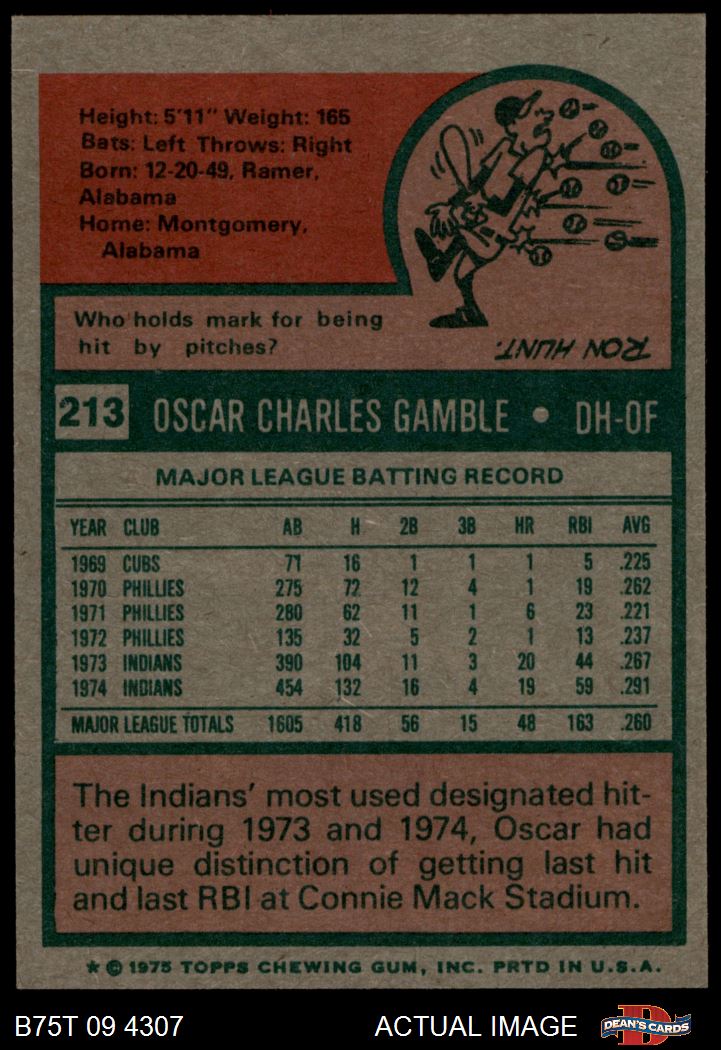 Height: 5'11" Weight: 165
Bats: Left Throws: Right
Born: 12-20-49, Ramer,
Alabama
Home: Montgomery,
Alabama
Who holds mark for being
hit by pitches?
RON HUNT.
213 OSCAR CHARLES GAMBLE • DH-OF
MAJOR LEAGUE BATTING RECORD
YEAR CLUB AB H 2B 3B HR RBI AVG
1969 CUBS 71 16 1 1 1 5 .225
1970 PHILLIES 275 72 12 4 1 19 .262
1971 PHILLIES 280 62 11 1 6 23 .221
1972 PHILLIES 135 32 5 2 1 13 .237
1973 INDIANS 390 104 11 3 20 44 .267
1974 INDIANS 454 132 16 4 19 59 .291
MAJOR LEAGUE TOTALS 1605 418 56 15 48 163 .260
The Indians' most used designated hit-
ter during 1973 and 1974, Oscar had
unique distinction of getting last hit
and last RBI at Connie Mack Stadium.
* © 1975 TOPPS CHEWING GUM, INC. PRTD IN U.S.A.
B75T 09 4307 ACTUAL IMAGE D DEAN'S CARDS